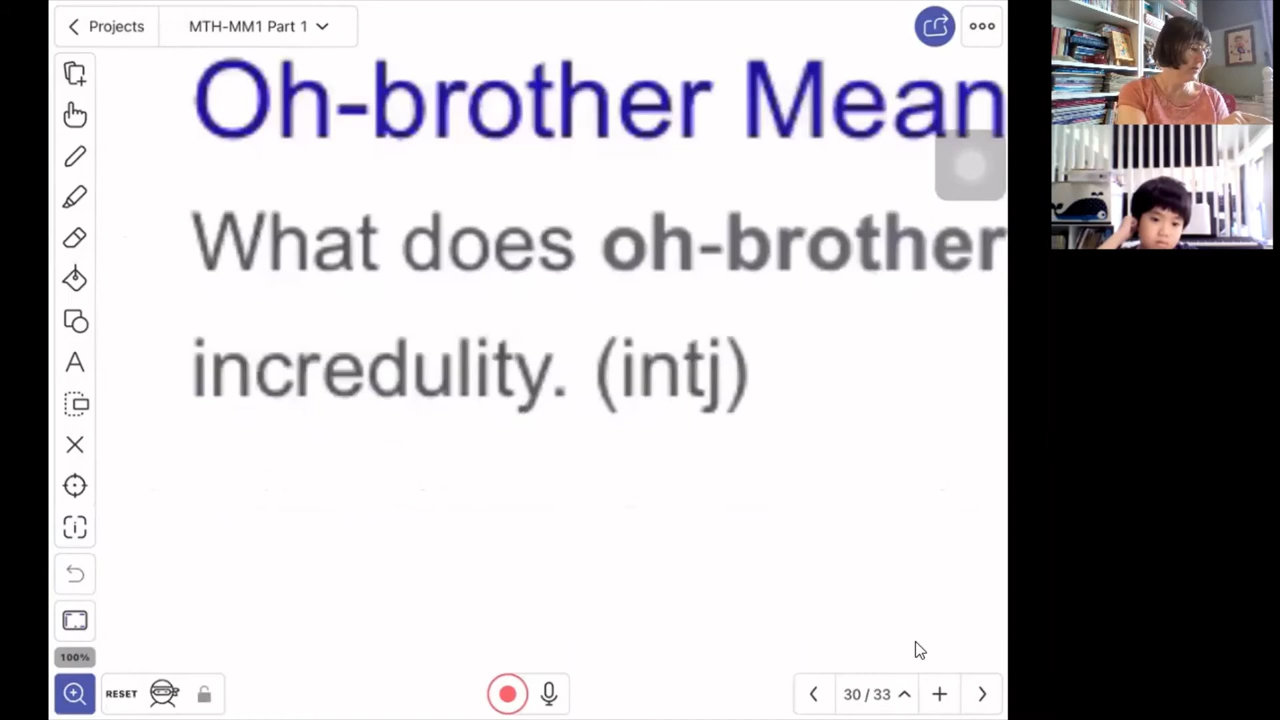 Projects
MTH-MM1 Part 1
Oh-brother Mean
What does oh-brother
incredulity. (intj)
100%
RESET
30 / 33